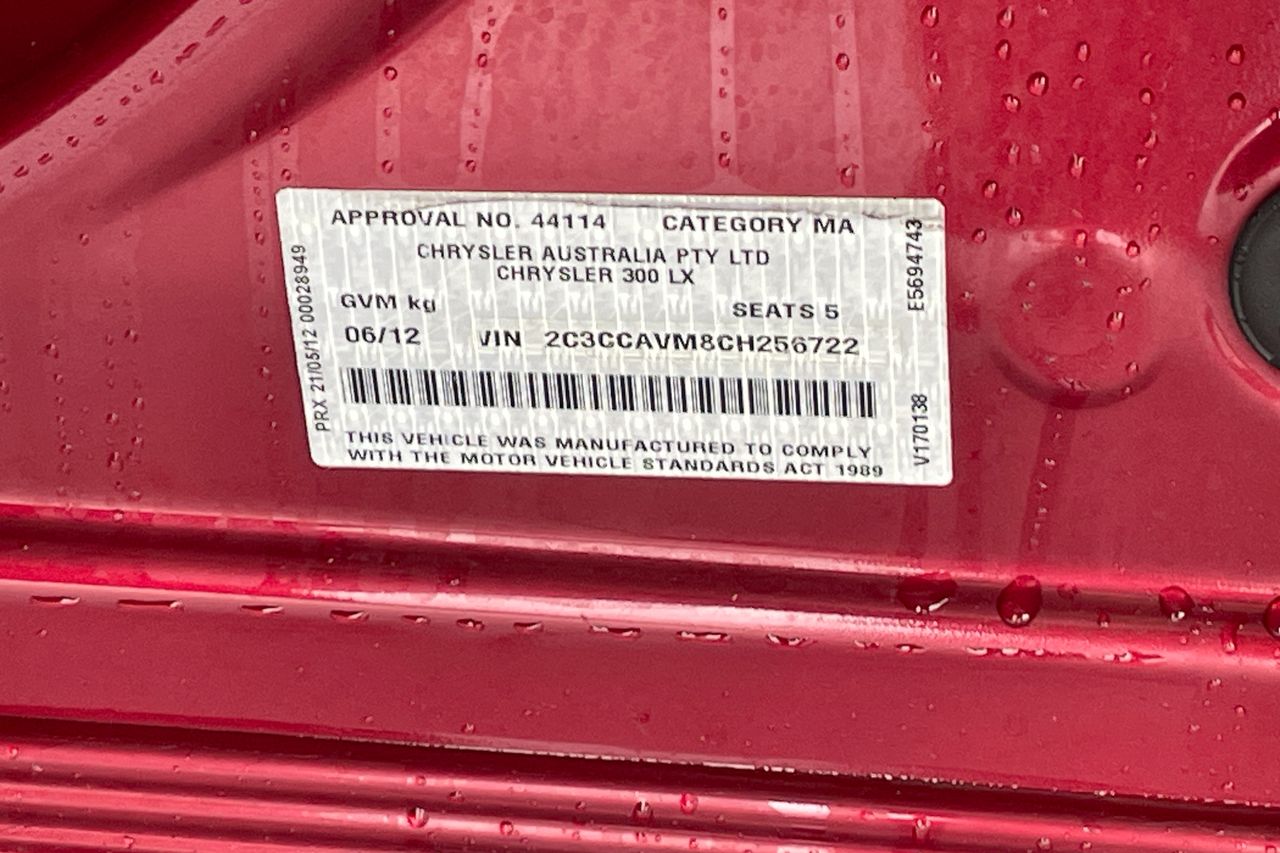 APPROVAL NO. 44114 CATEGORY MA
CHRYSLER AUSTRALIA PTY LTD
CHRYSLER 300 LX
GVM kg SEATS 5
06/12 VIN 2C3CCAVM8CH256722
THIS VEHICLE WAS MANUFACTURED TO COMPLY
WITH THE MOTOR VEHICLE STANDARDS ACT 1989
PRX 21/05/12 00028949
V170138 E5694743